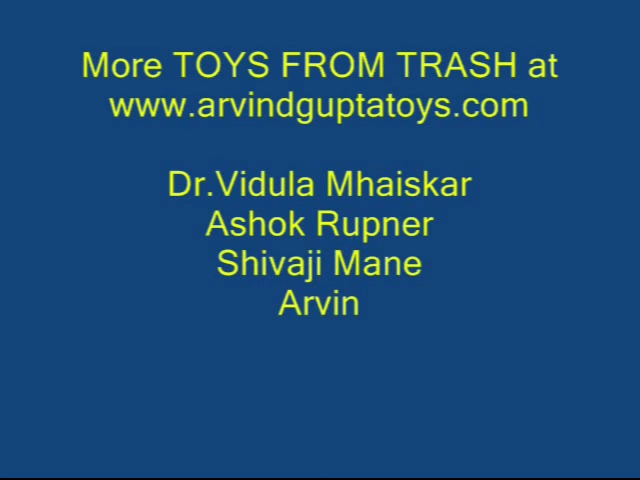 More TOYS FROM TRASH at
www.arvindguptatoys.com
Dr.Vidula Mhaiskar
Ashok Rupner
Shivaji Mane
Arvin